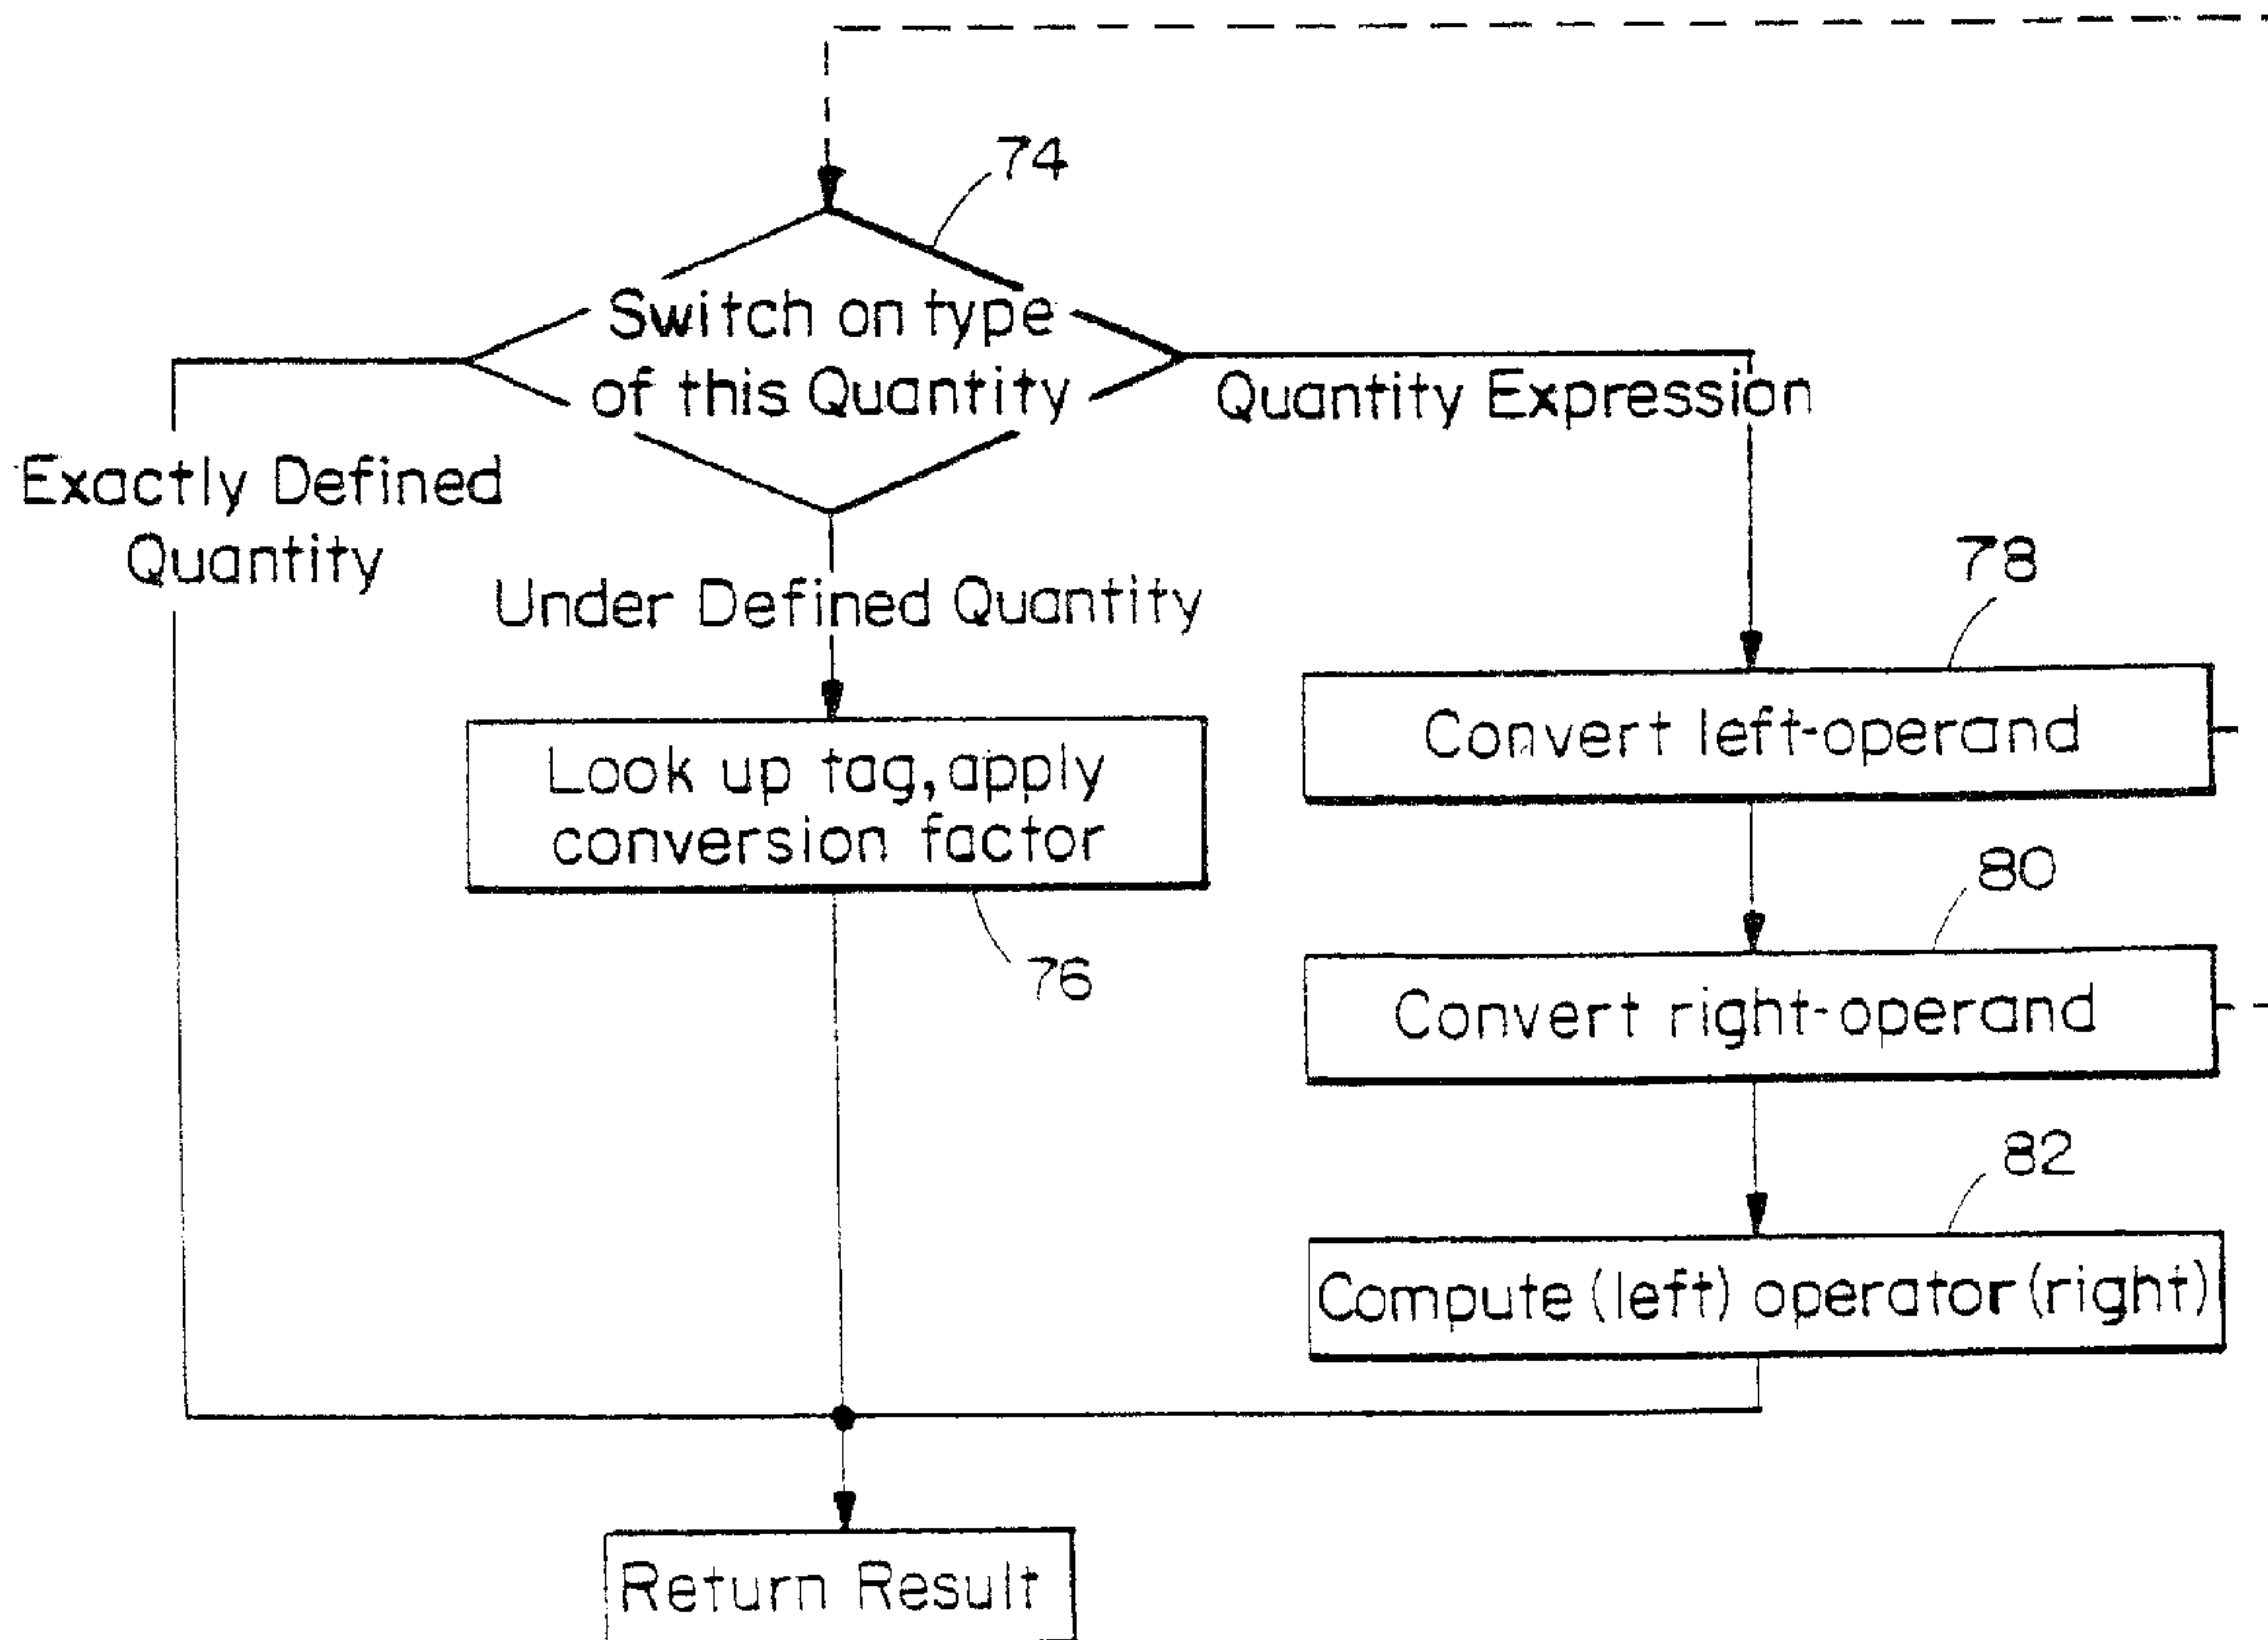 74
Switch on type
of this Quantity
Quantity Expression
Exactly Defined
Quantity
Under Defined Quantity
78
Convert left-operand
Look up tag, apply
conversion factor
76
80
Convert right-operand
82
Compute (left) operator (right)
Return Result